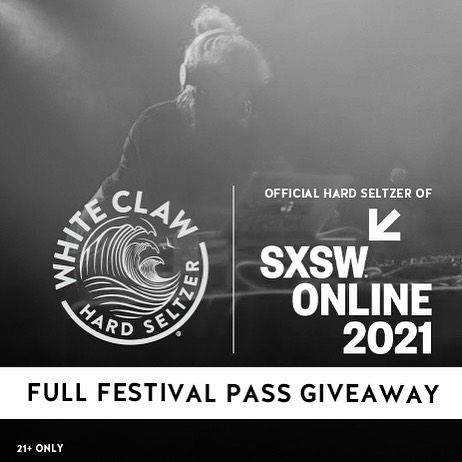 WHITE CLAW
HARD SELTZER
OFFICIAL HARD SELTZER OF
SXSW.
ONLINE
2021
FULL FESTIVAL PASS GIVEAWAY
21+ ONLY